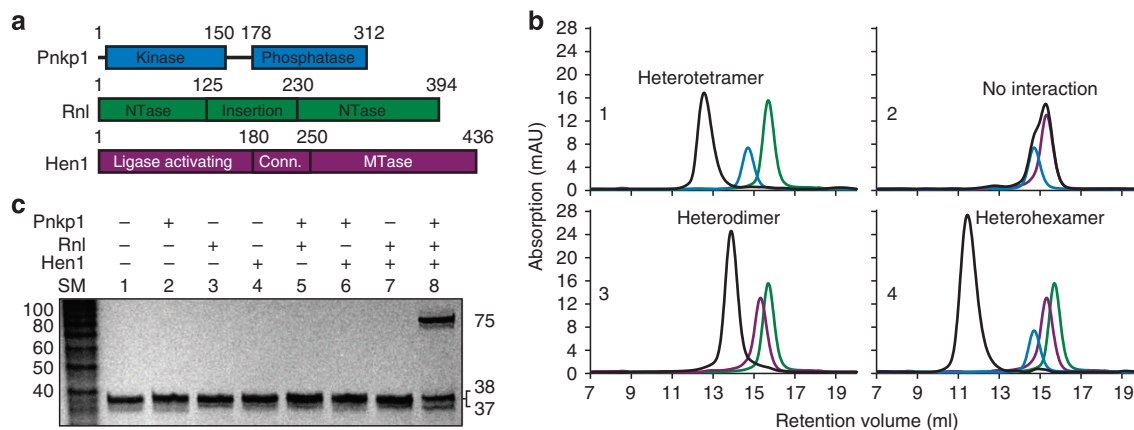 a
1 150 178 312
Pnkp1 Kinase Phosphatase
1 125 230 394
Rnl NTase Insertion NTase
1 180 250 436
Hen1 Ligase activating Conn. MTase
b
Absorption (mAU)
28
24
20
16
12
8
4
0
Heterotetramer
1
No interaction
2
28
24
20
16
12
8
4
0
Heterodimer
3
Heterohexamer
4
7 9 11 13 15 17 19 7 9 11 13 15 17 19
Retention volume (ml)
c
Pnkp1 – + – – + + – +
Rnl – – + – + – + +
Hen1 – – – + – + + +
SM 1 2 3 4 5 6 7 8
100
80
60
50
40
75
38
37